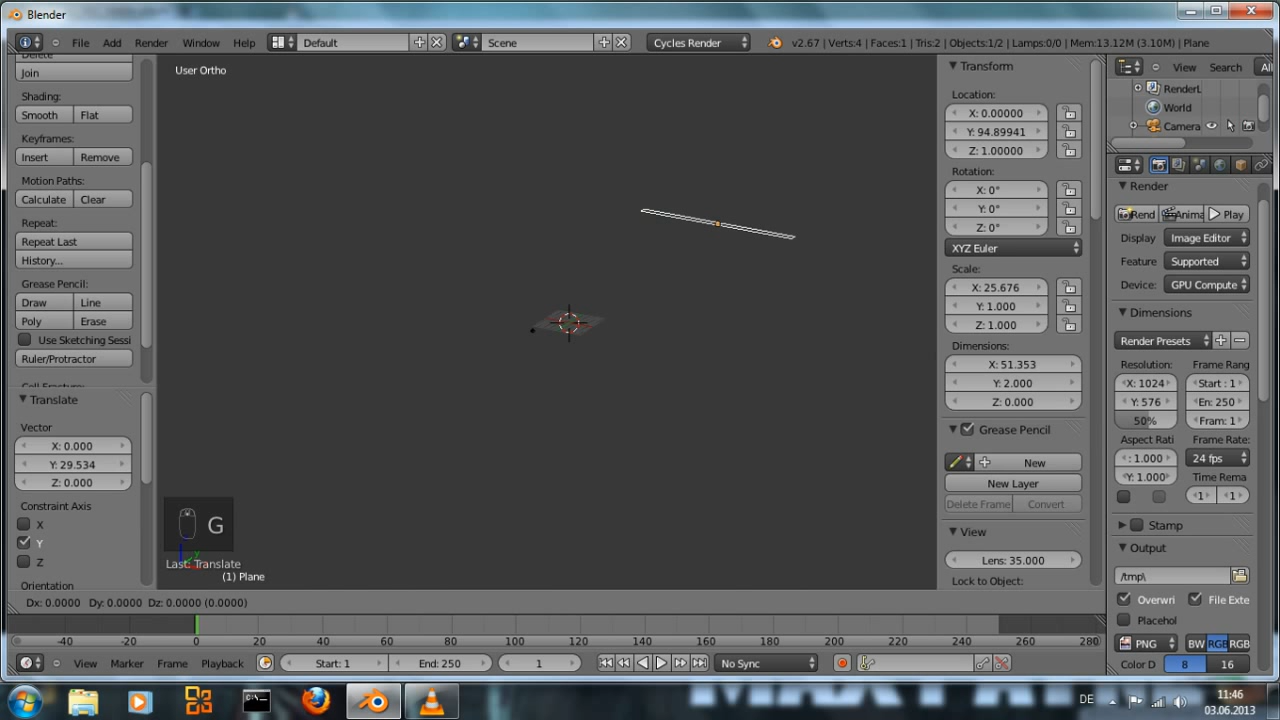 Blender
File Add Render Window Help Default Scene Cycles Render v2.67 | Verts:4 | Faces:1 | Tris:2 | Objects:1/2 | Lamps:0/0 | Mem:13.12M (3.10M) | Plane
Join
Shading:
Smooth Flat
Keyframes:
Insert Remove
Motion Paths:
Calculate Clear
Repeat:
Repeat Last
History...
Grease Pencil:
Draw Line
Poly Erase
Use Sketching Sessi
Ruler/Protractor
Translate
Vector
X: 0.000
Y: 29.534
Z: 0.000
Constraint Axis
X
Y
Z
Orientation
User Ortho
G
Last: Translate
(1) Plane
Transform
Location:
X: 0.00000
Y: 94.89941
Z: 1.00000
Rotation:
X: 0°
Y: 0°
Z: 0°
XYZ Euler
Scale:
X: 25.676
Y: 1.000
Z: 1.000
Dimensions:
X: 51.353
Y: 2.000
Z: 0.000
Grease Pencil
New
New Layer
Delete Frame Convert
View
Lens: 35.000
Lock to Object:
View Search All
RenderL
World
Camera
Render
Rend Anima Play
Display Image Editor
Feature Supported
Device: GPU Compute
Dimensions
Render Presets
Resolution: Frame Rang
X: 1024 Start : 1
Y: 576 En: 250
50% Fram: 1
Aspect Rati Frame Rate:
: 1.000 24 fps
Y: 1.000 Time Rema
1 1
Stamp
Output
/tmp\
Overwri File Exte
Placehol
PNG BW RGB RGB
Color D 8 16
Dx: 0.0000 Dy: 0.0000 Dz: 0.0000 (0.0000)
-40 -20 0 20 40 60 80 100 120 140 160 180 200 220 240 260 280
View Marker Frame Playback Start: 1 End: 250 1 No Sync
DE 11:46
03.06.2013